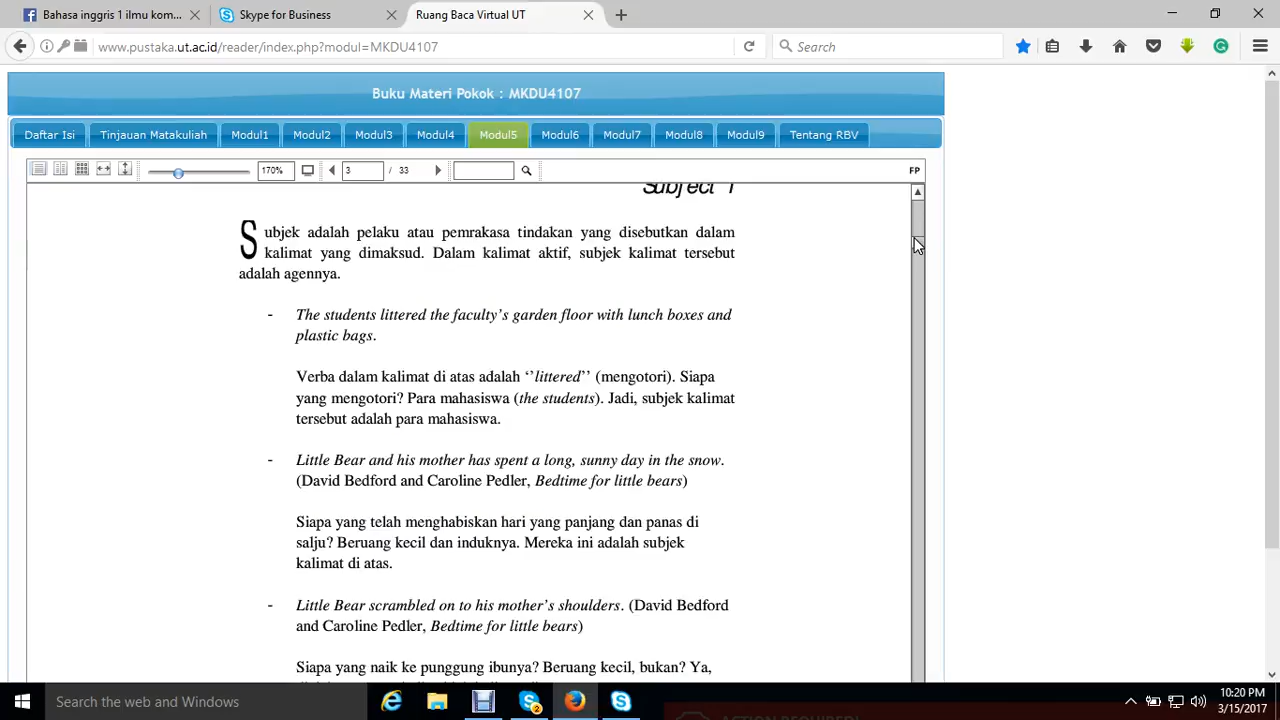 Bahasa inggris 1 ilmu kom...
Skype for Business
Ruang Baca Virtual UT
www.pustaka.ut.ac.id/reader/index.php?modul=MKDU4107
Search
Buku Materi Pokok : MKDU4107
Daftar Isi
Tinjauan Matakuliah
Modul1
Modul2
Modul3
Modul4
Modul5
Modul6
Modul7
Modul8
Modul9
Tentang RBV
170%
3 / 33
FP
Subject 1
Subjek adalah pelaku atau pemrakasa tindakan yang disebutkan dalam
kalimat yang dimaksud. Dalam kalimat aktif, subjek kalimat tersebut
adalah agennya.
- The students littered the faculty’s garden floor with lunch boxes and
plastic bags.
Verba dalam kalimat di atas adalah ‘’littered’’ (mengotori). Siapa
yang mengotori? Para mahasiswa (the students). Jadi, subjek kalimat
tersebut adalah para mahasiswa.
- Little Bear and his mother has spent a long, sunny day in the snow.
(David Bedford and Caroline Pedler, Bedtime for little bears)
Siapa yang telah menghabiskan hari yang panjang dan panas di
salju? Beruang kecil dan induknya. Mereka ini adalah subjek
kalimat di atas.
- Little Bear scrambled on to his mother’s shoulders. (David Bedford
and Caroline Pedler, Bedtime for little bears)
Siapa yang naik ke punggung ibunya? Beruang kecil, bukan? Ya,
Search the web and Windows
2
10:20 PM
3/15/2017